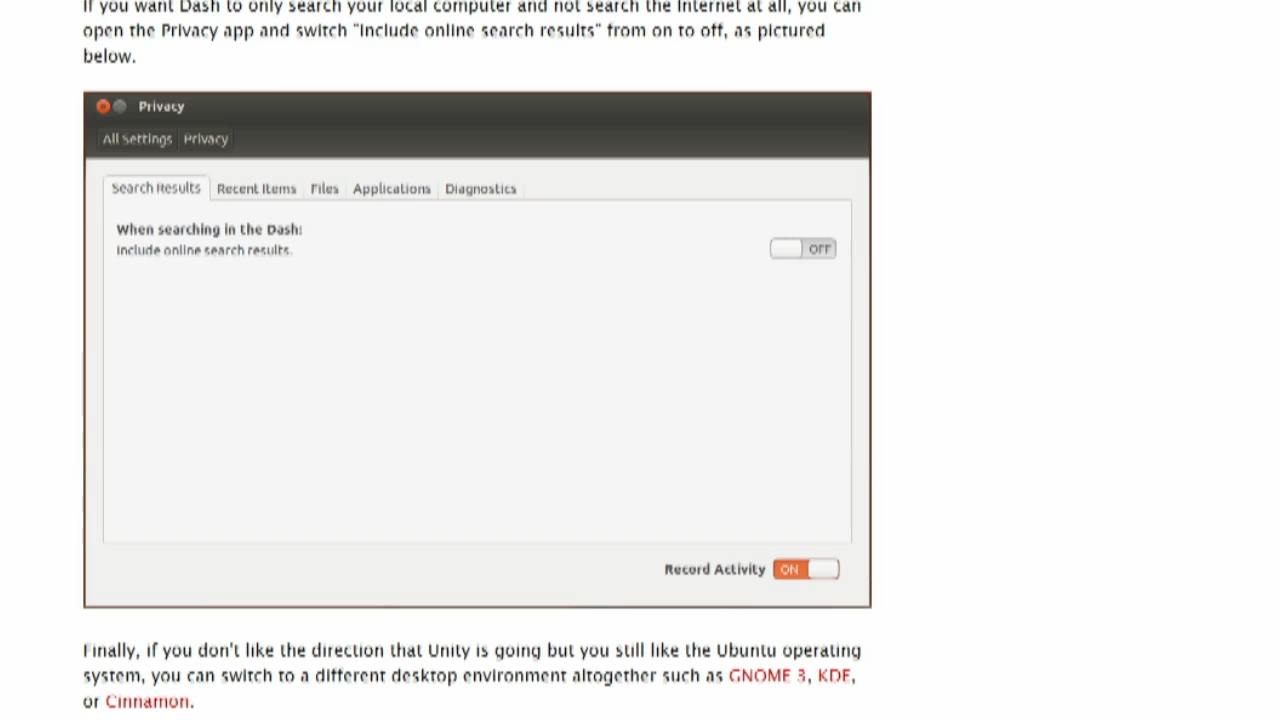 If you want Dash to only search your local computer and not search the Internet at all, you can
open the Privacy app and switch "Include online search results" from on to off, as pictured
below.
Privacy
All Settings Privacy
Search Results Recent Items Files Applications Diagnostics
When searching in the Dash:
Include online search results.
OFF
Record Activity ON
Finally, if you don't like the direction that Unity is going but you still like the Ubuntu operating
system, you can switch to a different desktop environment altogether such as GNOME 3, KDE,
or Cinnamon.